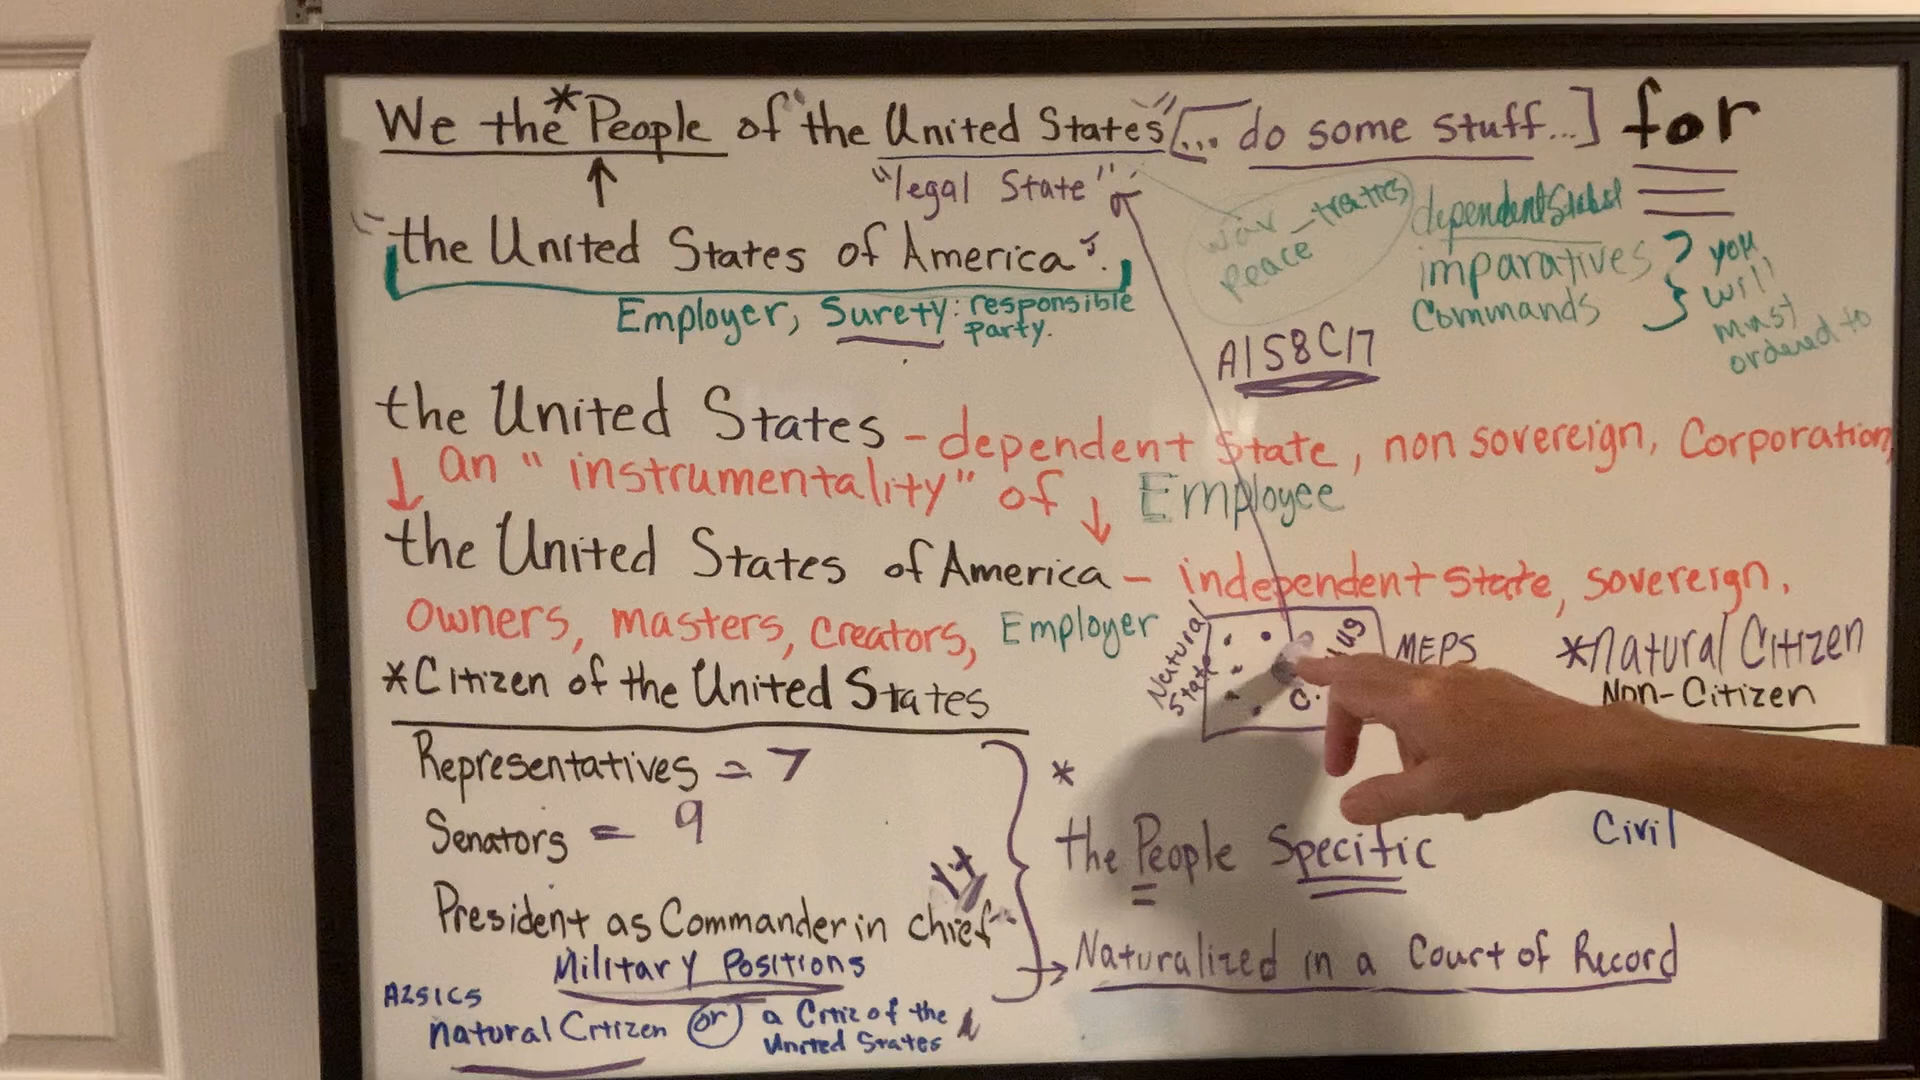 We the *People of "the United States" [... do some stuff...] for
"legal State"
war - treaties
Peace
dependent State
"the United States of America".
imparatives
Commands
you
will
must
ordered to
Employer, Surety: responsible
party.
A1S8C17
the United States - dependent State, non sovereign, Corporation,
an "instrumentality" of Employee
the United States of America - independent State, sovereign,
owners, masters, creators, Employer
Natural
State
MEPS
*Natural Citizen
Non-Citizen
*Citizen of the United States
Representatives = 7
Senators = 9
14
President as Commander in chief
Military Positions
A2S1C5
natural Citizen or a Citiz of the
United States
*
the People Specific
Civil
Naturalized in a Court of Record